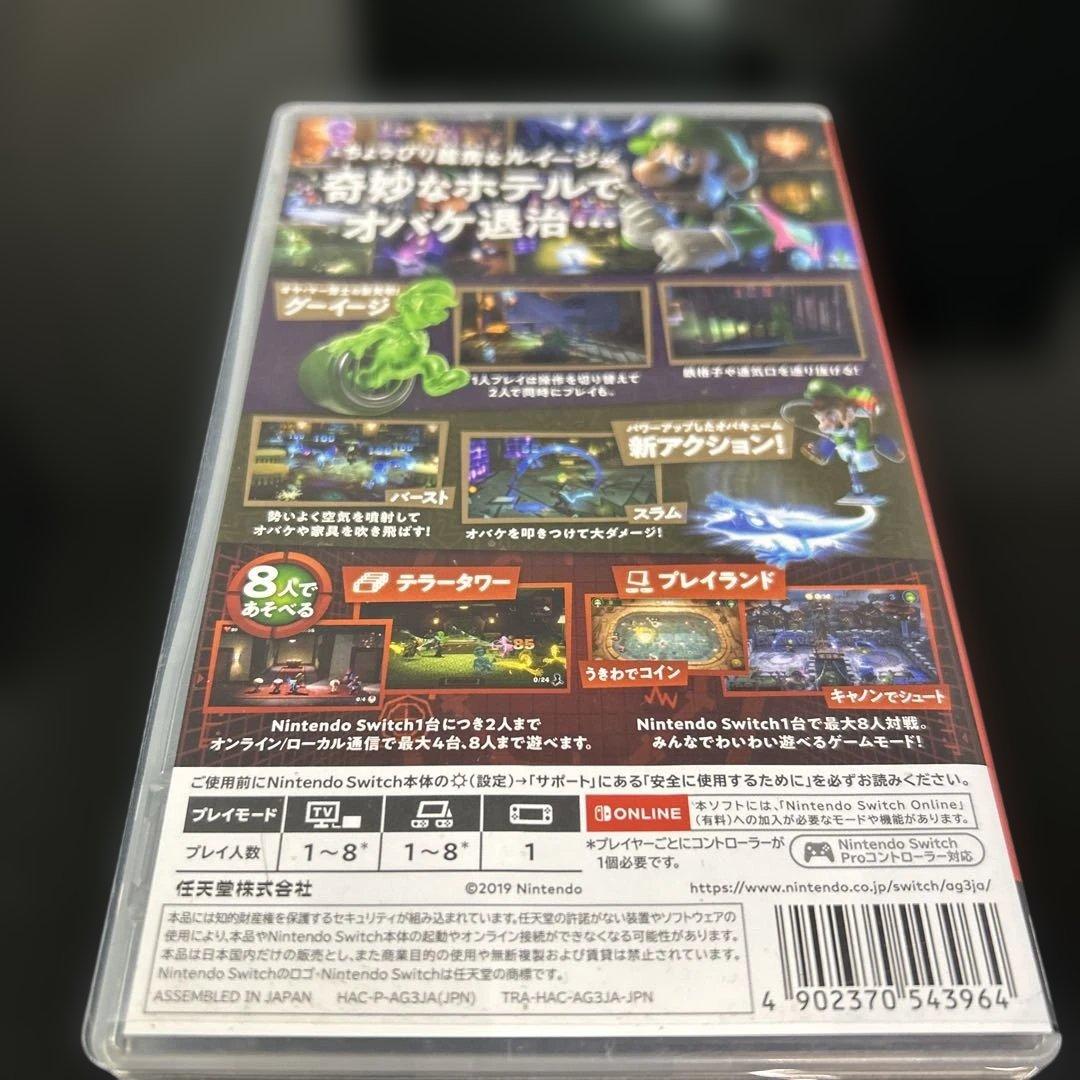 ちょっぴり臆病なルイージが
奇妙なホテルで
オバケ退治…
オヤ・マー博士の新発明!
グーイージ
1人プレイは操作を切り替えて
2人で同時にプレイも。
鉄格子や通気口を通り抜ける!
パワーアップしたオバキューム
新アクション!
バースト
勢いよく空気を噴射して
オバケや家具を吹き飛ばす!
スラム
オバケを叩きつけて大ダメージ!
8人で
あそべる
テラータワー
プレイランド
85
0/24
0/4
うきわでコイン
キャノンでシュート
Nintendo Switch1台につき2人まで
オンライン/ローカル通信で最大4台、8人まで遊べます。
Nintendo Switch1台で最大8人対戦。
みんなでわいわい遊べるゲームモード!
ご使用前にNintendo Switch本体の(設定)→「サポート」にある「安全に使用するために」を必ずお読みください。
プレイモード TV
プレイ人数 1～8* 1～8* 1
ONLINE
本ソフトには、「Nintendo Switch Online」
(有料)への加入が必要なモードや機能があります。
*プレイヤーごとにコントローラーが
1個必要です。
Nintendo Switch
Proコントローラー対応
任天堂株式会社 ©2019 Nintendo https://www.nintendo.co.jp/switch/ag3ja/
本品には知的財産権を保護するセキュリティが組み込まれています。任天堂の許諾がない装置やソフトウェアの
使用により、本品やNintendo Switch本体の起動やオンライン接続ができなくなる可能性があります。
本品は日本国内だけの販売とし、また商業目的の使用や無断複製および賃貸は禁止されています。
Nintendo Switchのロゴ・Nintendo Switchは任天堂の商標です。
ASSEMBLED IN JAPAN HAC-P-AG3JA(JPN) TRA-HAC-AG3JA-JPN
4 902370 543964